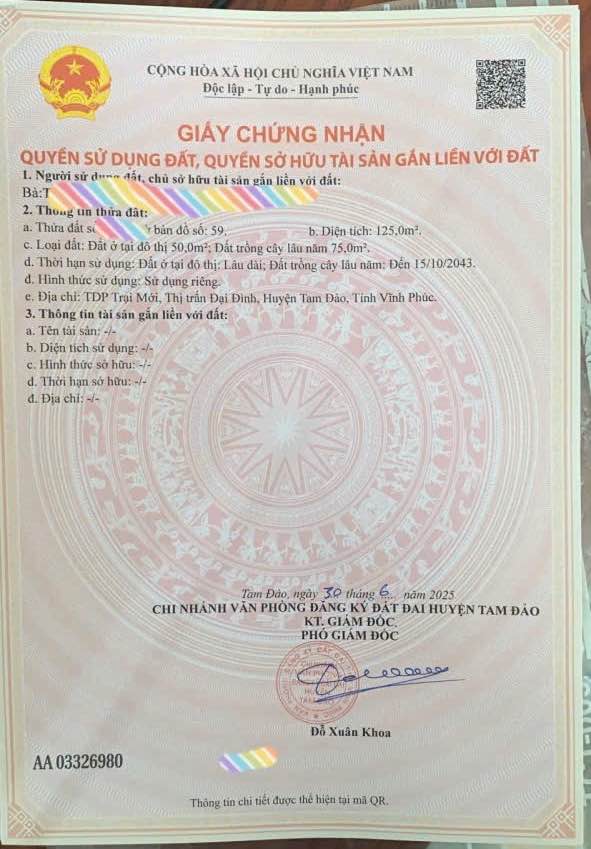 CỘNG HÒA XÃ HỘI CHỦ NGHĨA VIỆT NAM
Độc lập - Tự do - Hạnh phúc
GIẤY CHỨNG NHẬN
QUYỀN SỬ DỤNG ĐẤT, QUYỀN SỞ HỮU TÀI SẢN GẮN LIỀN VỚI ĐẤT
1. Người sử dụng đất, chủ sở hữu tài sản gắn liền với đất:
Bà:T
2. Thông tin thửa đất:
a. Thửa đất số bản đồ số: 59. b. Diện tích: 125,0m².
c. Loại đất: Đất ở tại đô thị 50,0m²; Đất trồng cây lâu năm 75,0m².
d. Thời hạn sử dụng: Đất ở tại đô thị: Lâu dài; Đất trồng cây lâu năm: Đến 15/10/2043.
đ. Hình thức sử dụng: Sử dụng riêng.
e. Địa chỉ: TDP Trại Mới, Thị trấn Đại Đình, Huyện Tam Đảo, Tỉnh Vĩnh Phúc.
3. Thông tin tài sản gắn liền với đất:
a. Tên tài sản: -/-
b. Diện tích sử dụng: -/-
c. Hình thức sở hữu: -/-
d. Thời hạn sở hữu: -/-
đ. Địa chỉ: -/-
Tam Đảo, ngày 30 tháng 6 năm 2025
CHI NHÁNH VĂN PHÒNG ĐĂNG KÝ ĐẤT ĐAI HUYỆN TAM ĐẢO
KT. GIÁM ĐỐC
PHÓ GIÁM ĐỐC
Đỗ Xuân Khoa
AA 03326980
Thông tin chi tiết được thể hiện tại mã QR.